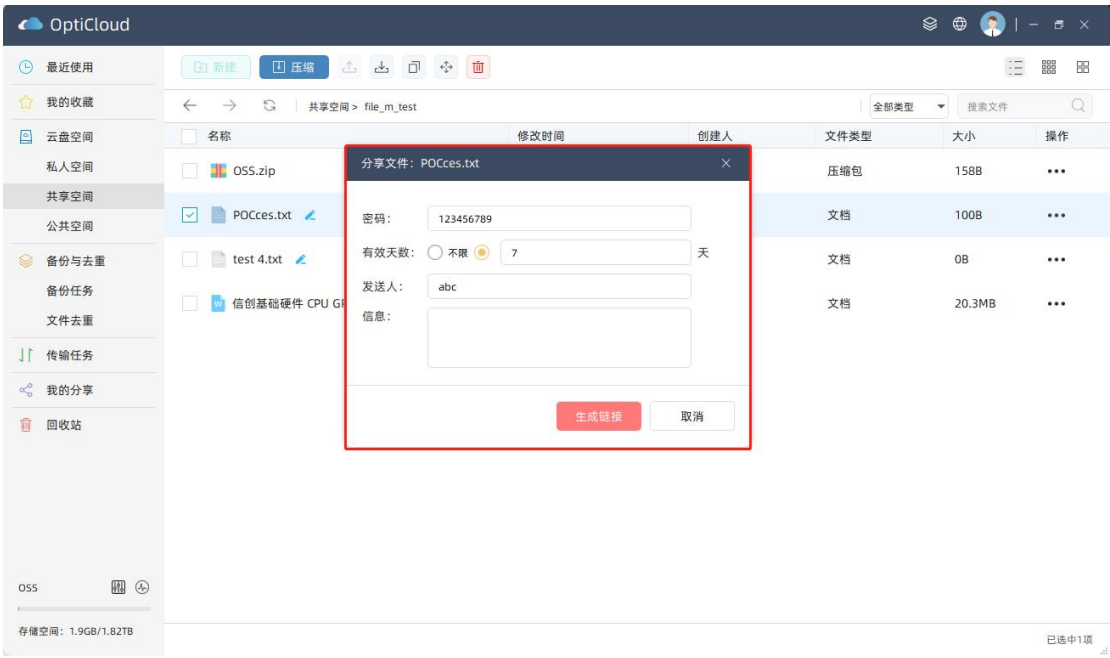 OptiCloud
最近使用
我的收藏
云盘空间
私人空间
共享空间
公共空间
备份与去重
备份任务
文件去重
传输任务
我的分享
回收站
OSS
存储空间：1.9GB/1.82TB
新建 压缩
共享空间 > file_m_test 全部类型 搜索文件
名称 修改时间 创建人 文件类型 大小 操作
OSS.zip 压缩包 158B
POCces.txt 文档 100B
test 4.txt 文档 0B
信创基础硬件 CPU 文档 20.3MB
分享文件：POCces.txt
密码： 123456789
有效天数： 不限 7 天
发送人： abc
信息：
生成链接 取消
已选中1项